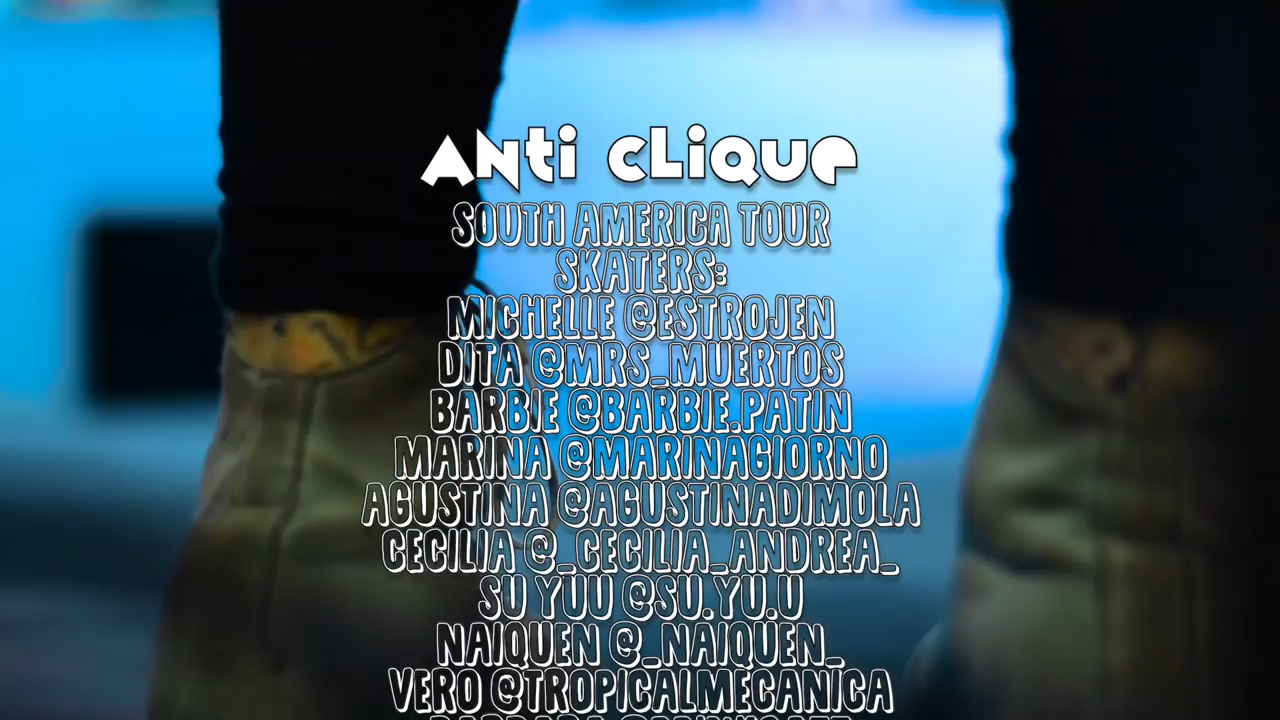 ANTI CLIQUE
SOUTH AMERICA TOUR
SKATERS:
MICHELLE @ESTROJEN
DITA @MRS_MUERTOS
BARBIE @BARBIE.PATIN
MARINA @MARINAGIORNO
AGUSTINA @AGUSTINADIMOLA
CECILIA @_CECILIA_ANDREA_
SU YUU @SU.YU.U
NAIQUEN @_NAIQUEN_
VERO @TROPICALMECANICA